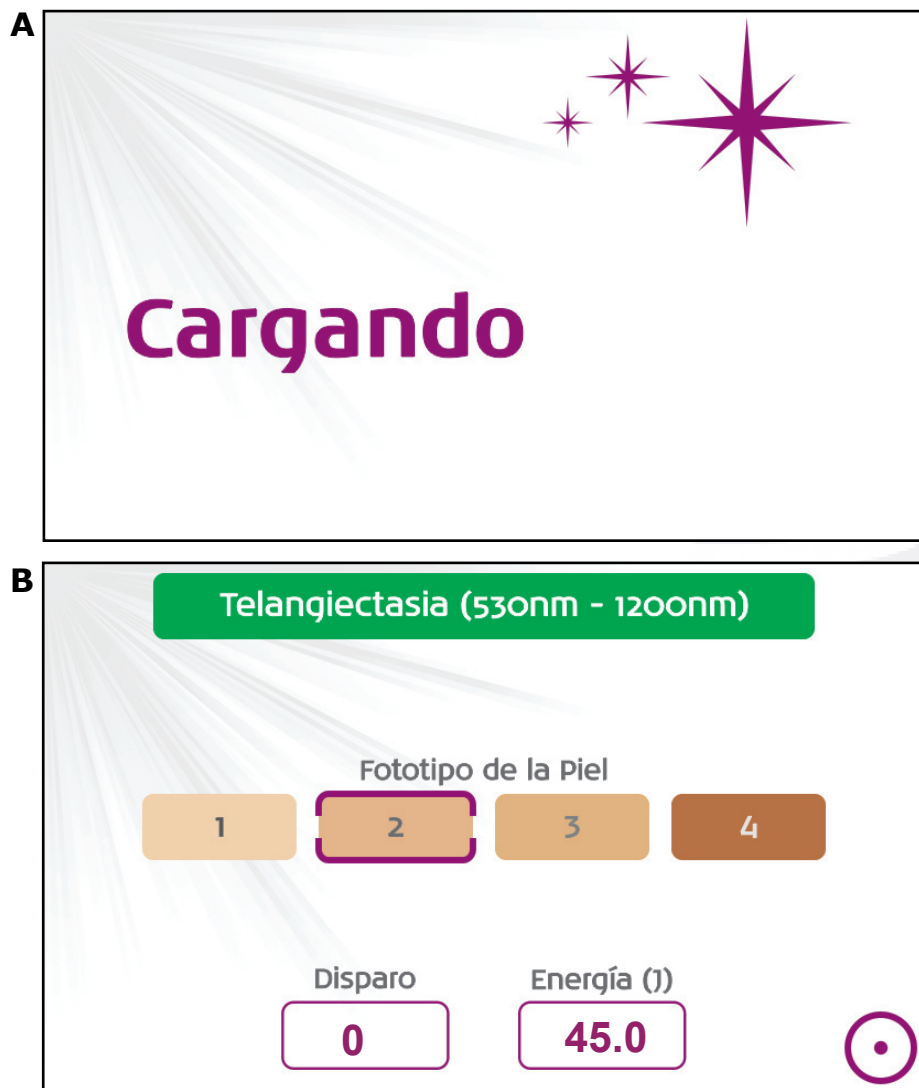 A
Cargando
B
Telangiectasia (530nm - 1200nm)
Fototipo de la Piel
1 2 3 4
Disparo Energía (J)
0 45.0